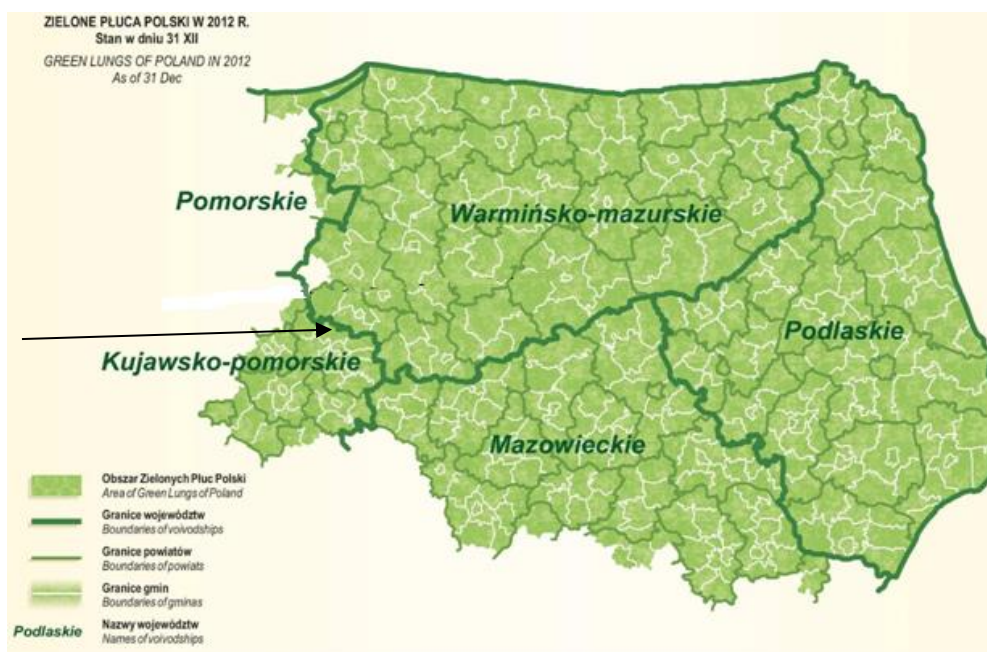 ZIELONE PŁUCA POLSKI W 2012 R.
Stan w dniu 31 XII
GREEN LUNGS OF POLAND IN 2012
As of 31 Dec
Pomorskie
Warmińsko-mazurskie
Podlaskie
Kujawsko-pomorskie
Mazowieckie
Obszar Zielonych Płuc Polski
Area of Green Lungs of Poland
Granice województw
Boundaries of voivodships
Granice powiatów
Boundaries of powiats
Granice gmin
Boundaries of gminas
Podlaskie
Nazwy województw
Names of voivodships